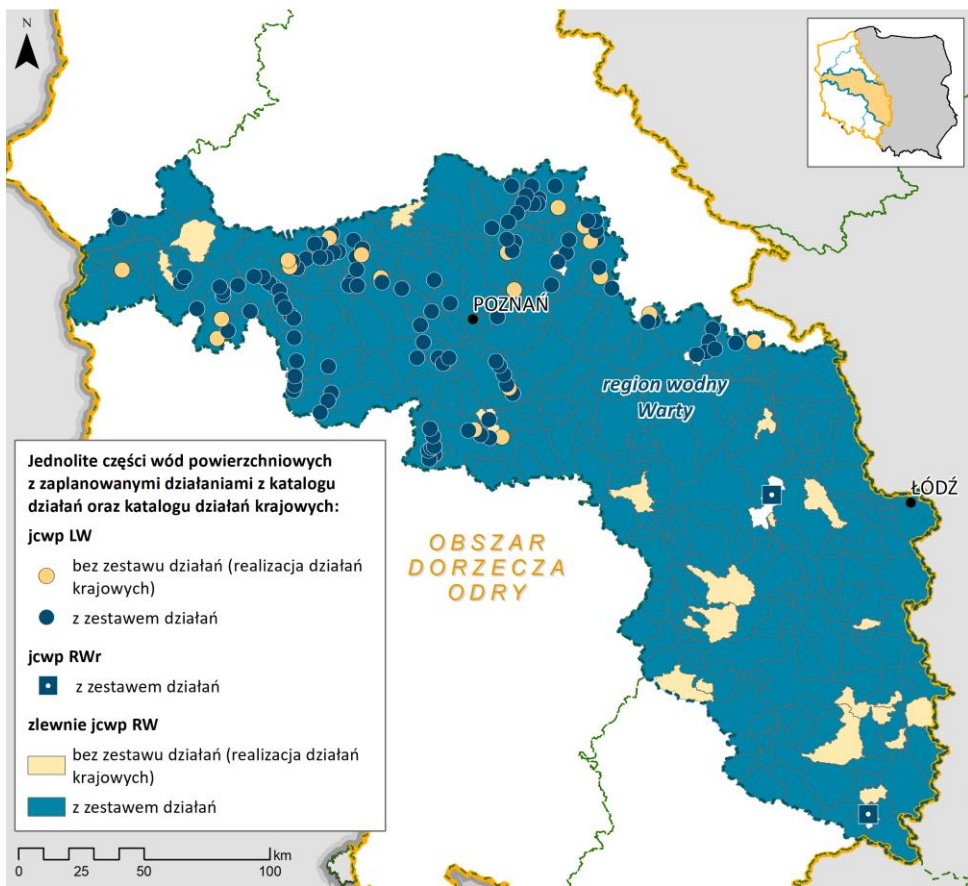 N
POZNAŃ
region wodny
Warty
ŁÓDŹ
OBSZAR
DORZECZA
ODRY
Jednolite części wód powierzchniowych
z zaplanowanymi działaniami z katalogu
działań oraz katalogu działań krajowych:
jcwp LW
bez zestawu działań (realizacja działań
krajowych)
z zestawem działań
jcwp RWr
z zestawem działań
zlewnie jcwp RW
bez zestawu działań (realizacja działań
krajowych)
z zestawem działań
km
0 25 50 100